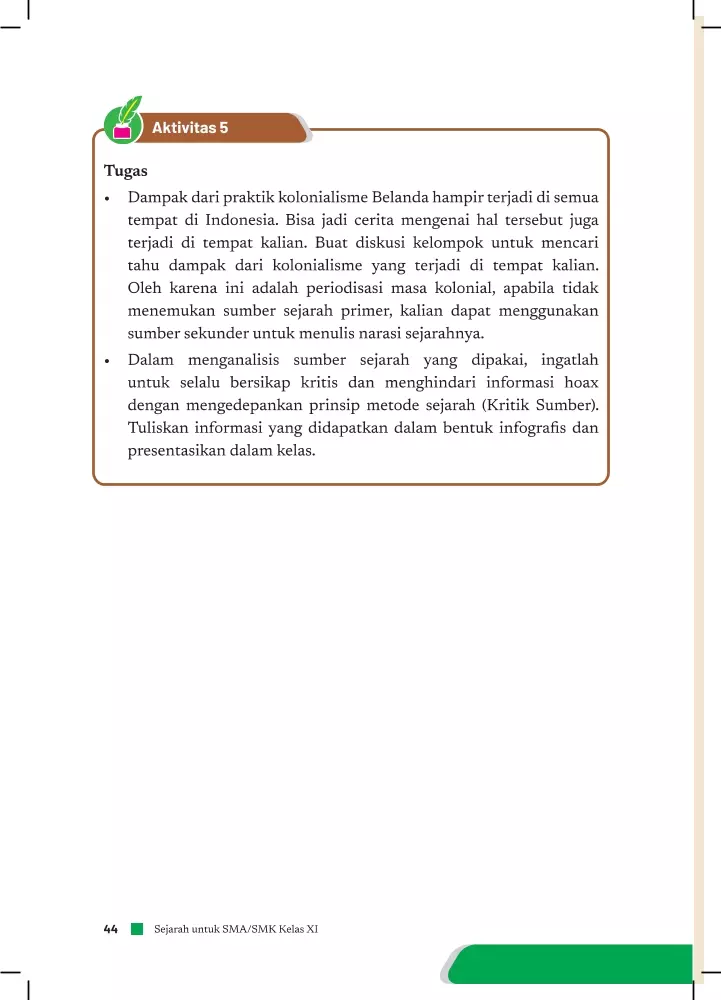 Aktivitas 5
Tugas
• Dampak dari praktik kolonialisme Belanda hampir terjadi di semua
tempat di Indonesia. Bisa jadi cerita mengenai hal tersebut juga
terjadi di tempat kalian. Buat diskusi kelompok untuk mencari
tahu dampak dari kolonialisme yang terjadi di tempat kalian.
Oleh karena ini adalah periodisasi masa kolonial, apabila tidak
menemukan sumber sejarah primer, kalian dapat menggunakan
sumber sekunder untuk menulis narasi sejarahnya.
• Dalam menganalisis sumber sejarah yang dipakai, ingatlah
untuk selalu bersikap kritis dan menghindari informasi hoax
dengan mengedepankan prinsip metode sejarah (Kritik Sumber).
Tuliskan informasi yang didapatkan dalam bentuk infografis dan
presentasikan dalam kelas.
44 Sejarah untuk SMA/SMK Kelas XI